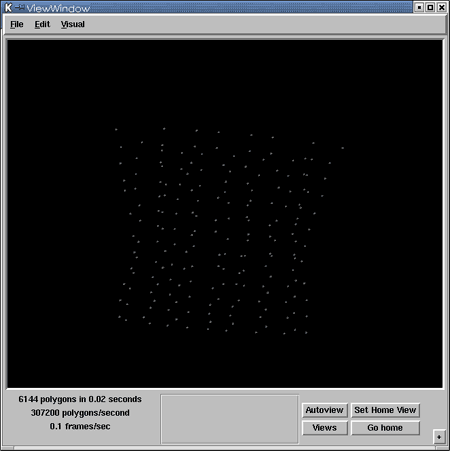 K ViewWindow
File Edit Visual
6144 polygons in 0.02 seconds
307200 polygons/second
0.1 frames/sec
Autoview Set Home View
Views Go home
+